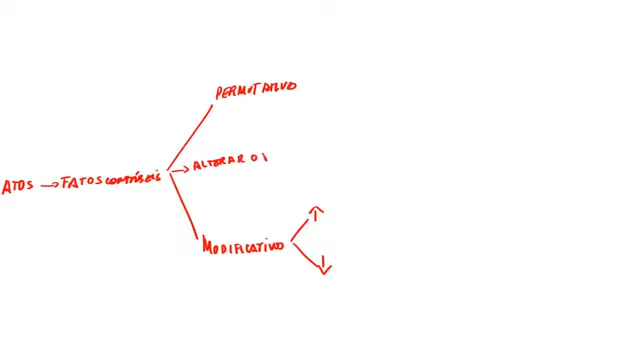 PERMUTATIVO
ALTERAR O
ATOS → FATOS CONTÁBEIS
MODIFICATIVO